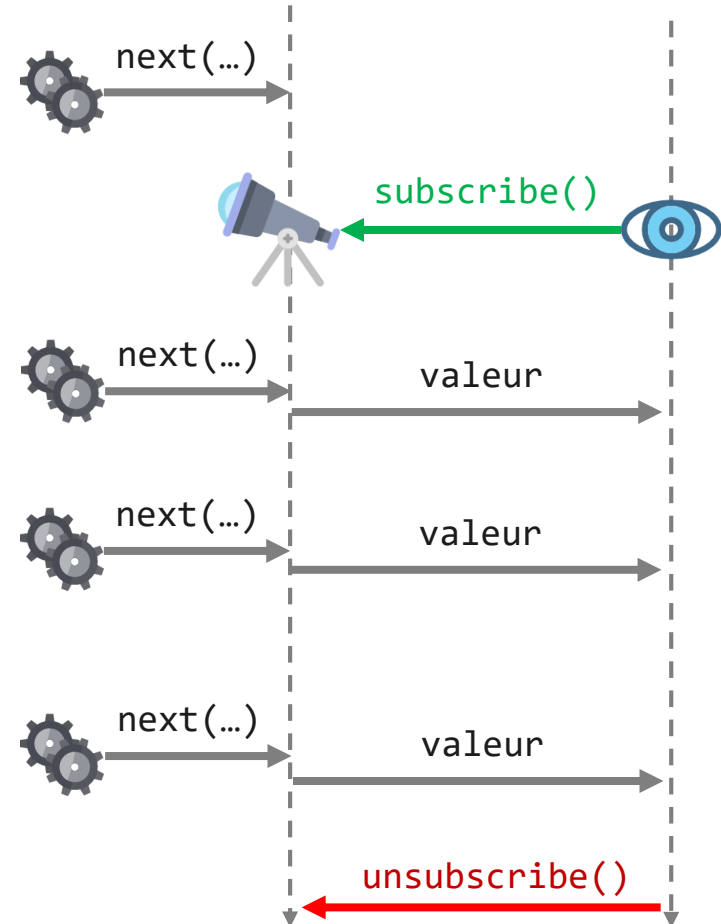 next(…)
subscribe()
next(…)
valeur
next(…)
valeur
next(…)
valeur
unsubscribe()